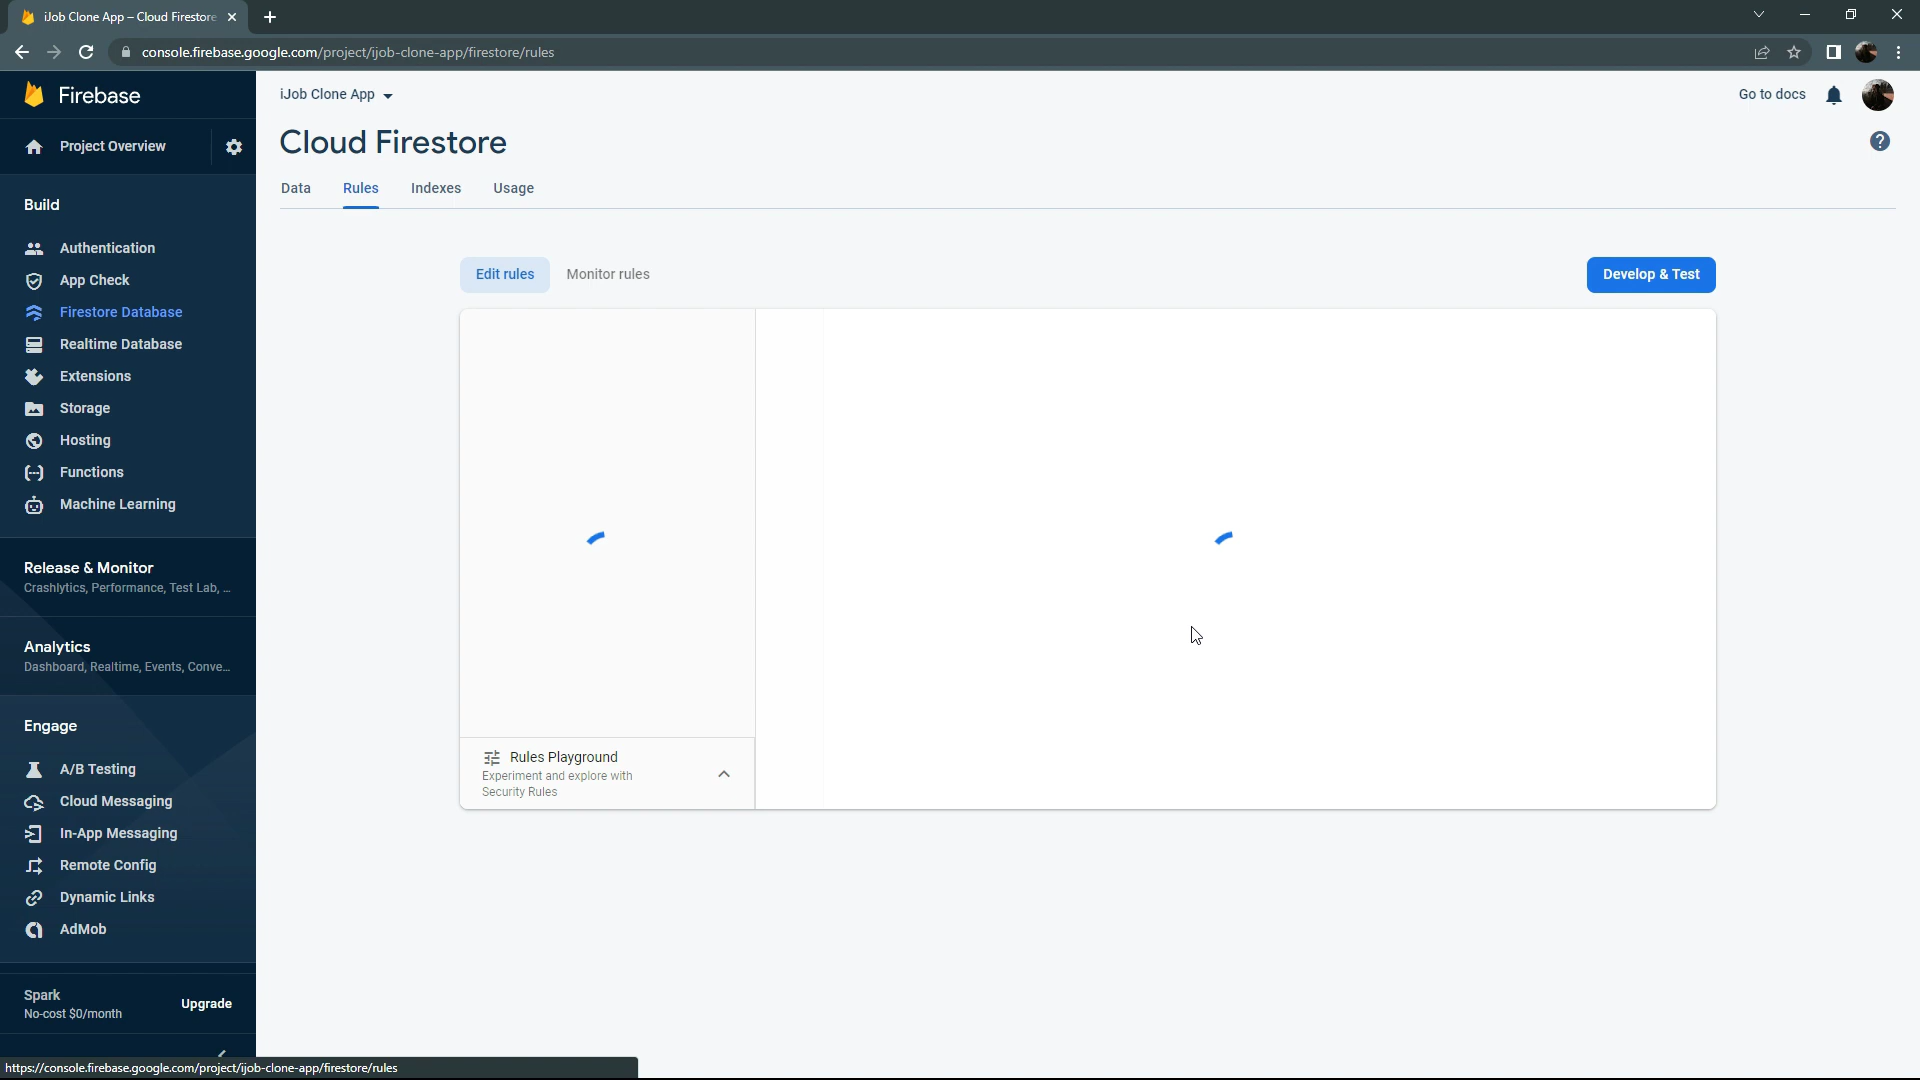 iJob Clone App – Cloud Firestore
console.firebase.google.com/project/ijob-clone-app/firestore/rules
Firebase
iJob Clone App
Go to docs
Project Overview
Cloud Firestore
Data
Rules
Indexes
Usage
Build
Authentication
App Check
Firestore Database
Realtime Database
Extensions
Storage
Hosting
Functions
Machine Learning
Edit rules
Monitor rules
Develop & Test
Release & Monitor
Crashlytics, Performance, Test Lab, ...
Analytics
Dashboard, Realtime, Events, Conve...
Rules Playground
Experiment and explore with
Security Rules
Engage
A/B Testing
Cloud Messaging
In-App Messaging
Remote Config
Dynamic Links
AdMob
Spark
No-cost $0/month
Upgrade
https://console.firebase.google.com/project/ijob-clone-app/firestore/rules